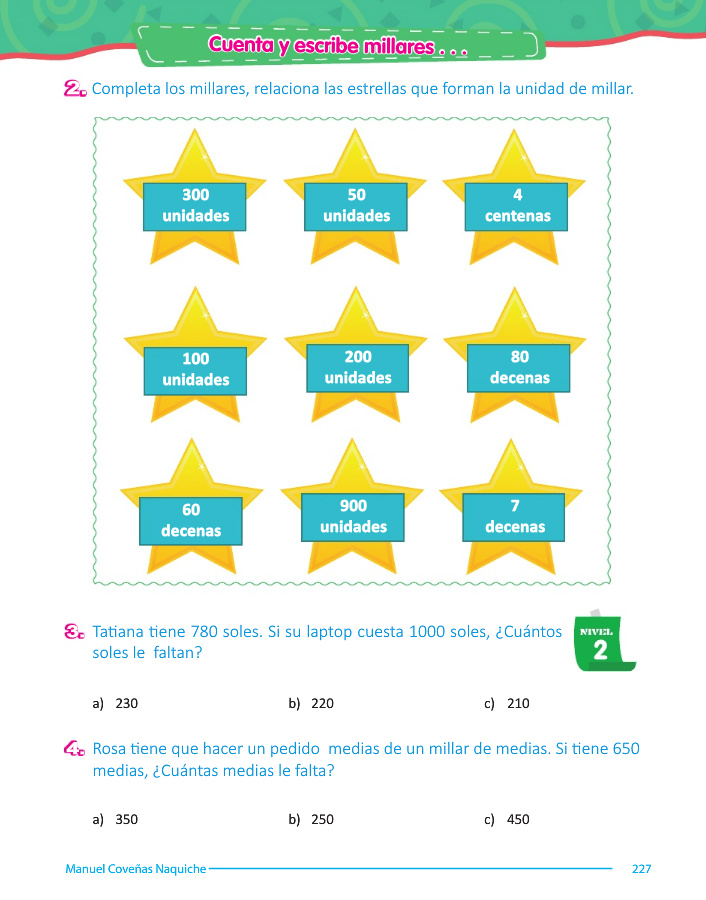 Cuenta y escribe millares . . .
2. Completa los millares, relaciona las estrellas que forman la unidad de millar.
300
unidades
50
unidades
4
centenas
100
unidades
200
unidades
80
decenas
60
decenas
900
unidades
7
decenas
3. Tatiana tiene 780 soles. Si su laptop cuesta 1000 soles, ¿Cuántos
soles le faltan?
NIVEL
2
a) 230 b) 220 c) 210
4. Rosa tiene que hacer un pedido medias de un millar de medias. Si tiene 650
medias, ¿Cuántas medias le falta?
a) 350 b) 250 c) 450
Manuel Coveñas Naquiche 227